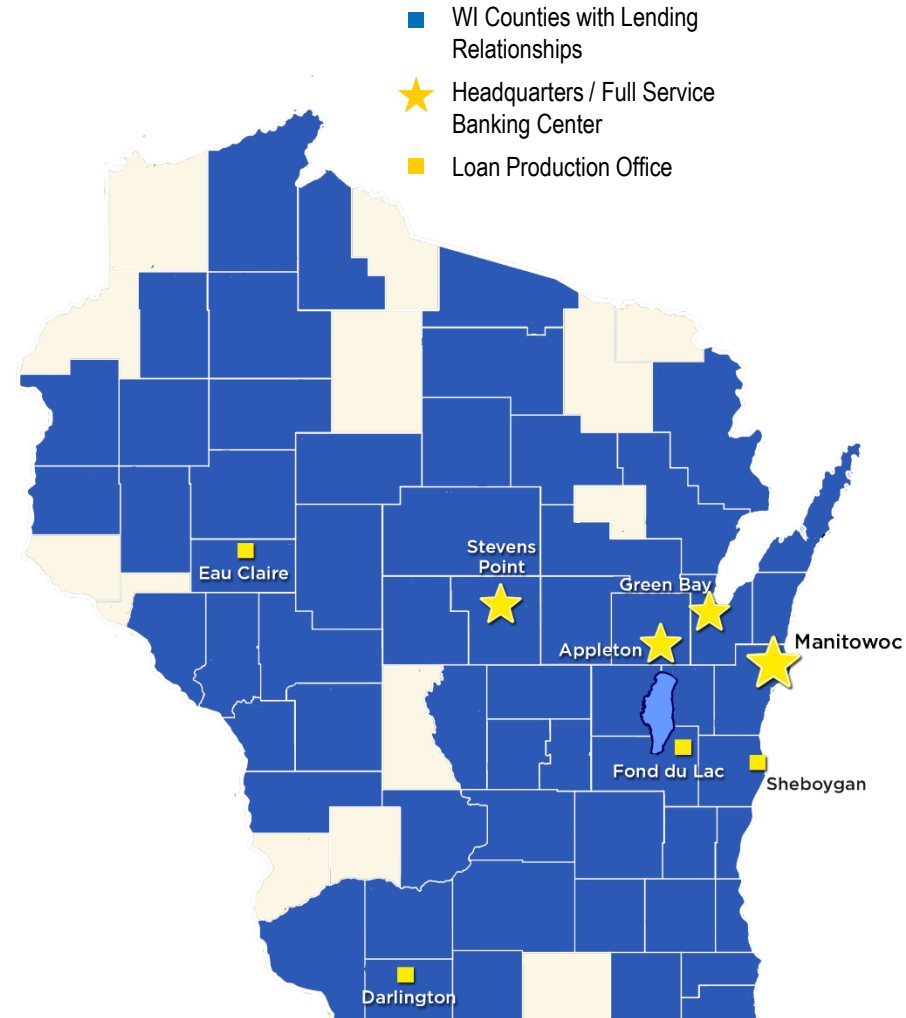 WI Counties with Lending
Relationships
Headquarters / Full Service
Banking Center
Loan Production Office
Stevens
Point
Eau Claire
Green Bay
Appleton
Manitowoc
Fond du Lac
Sheboygan
Darlington